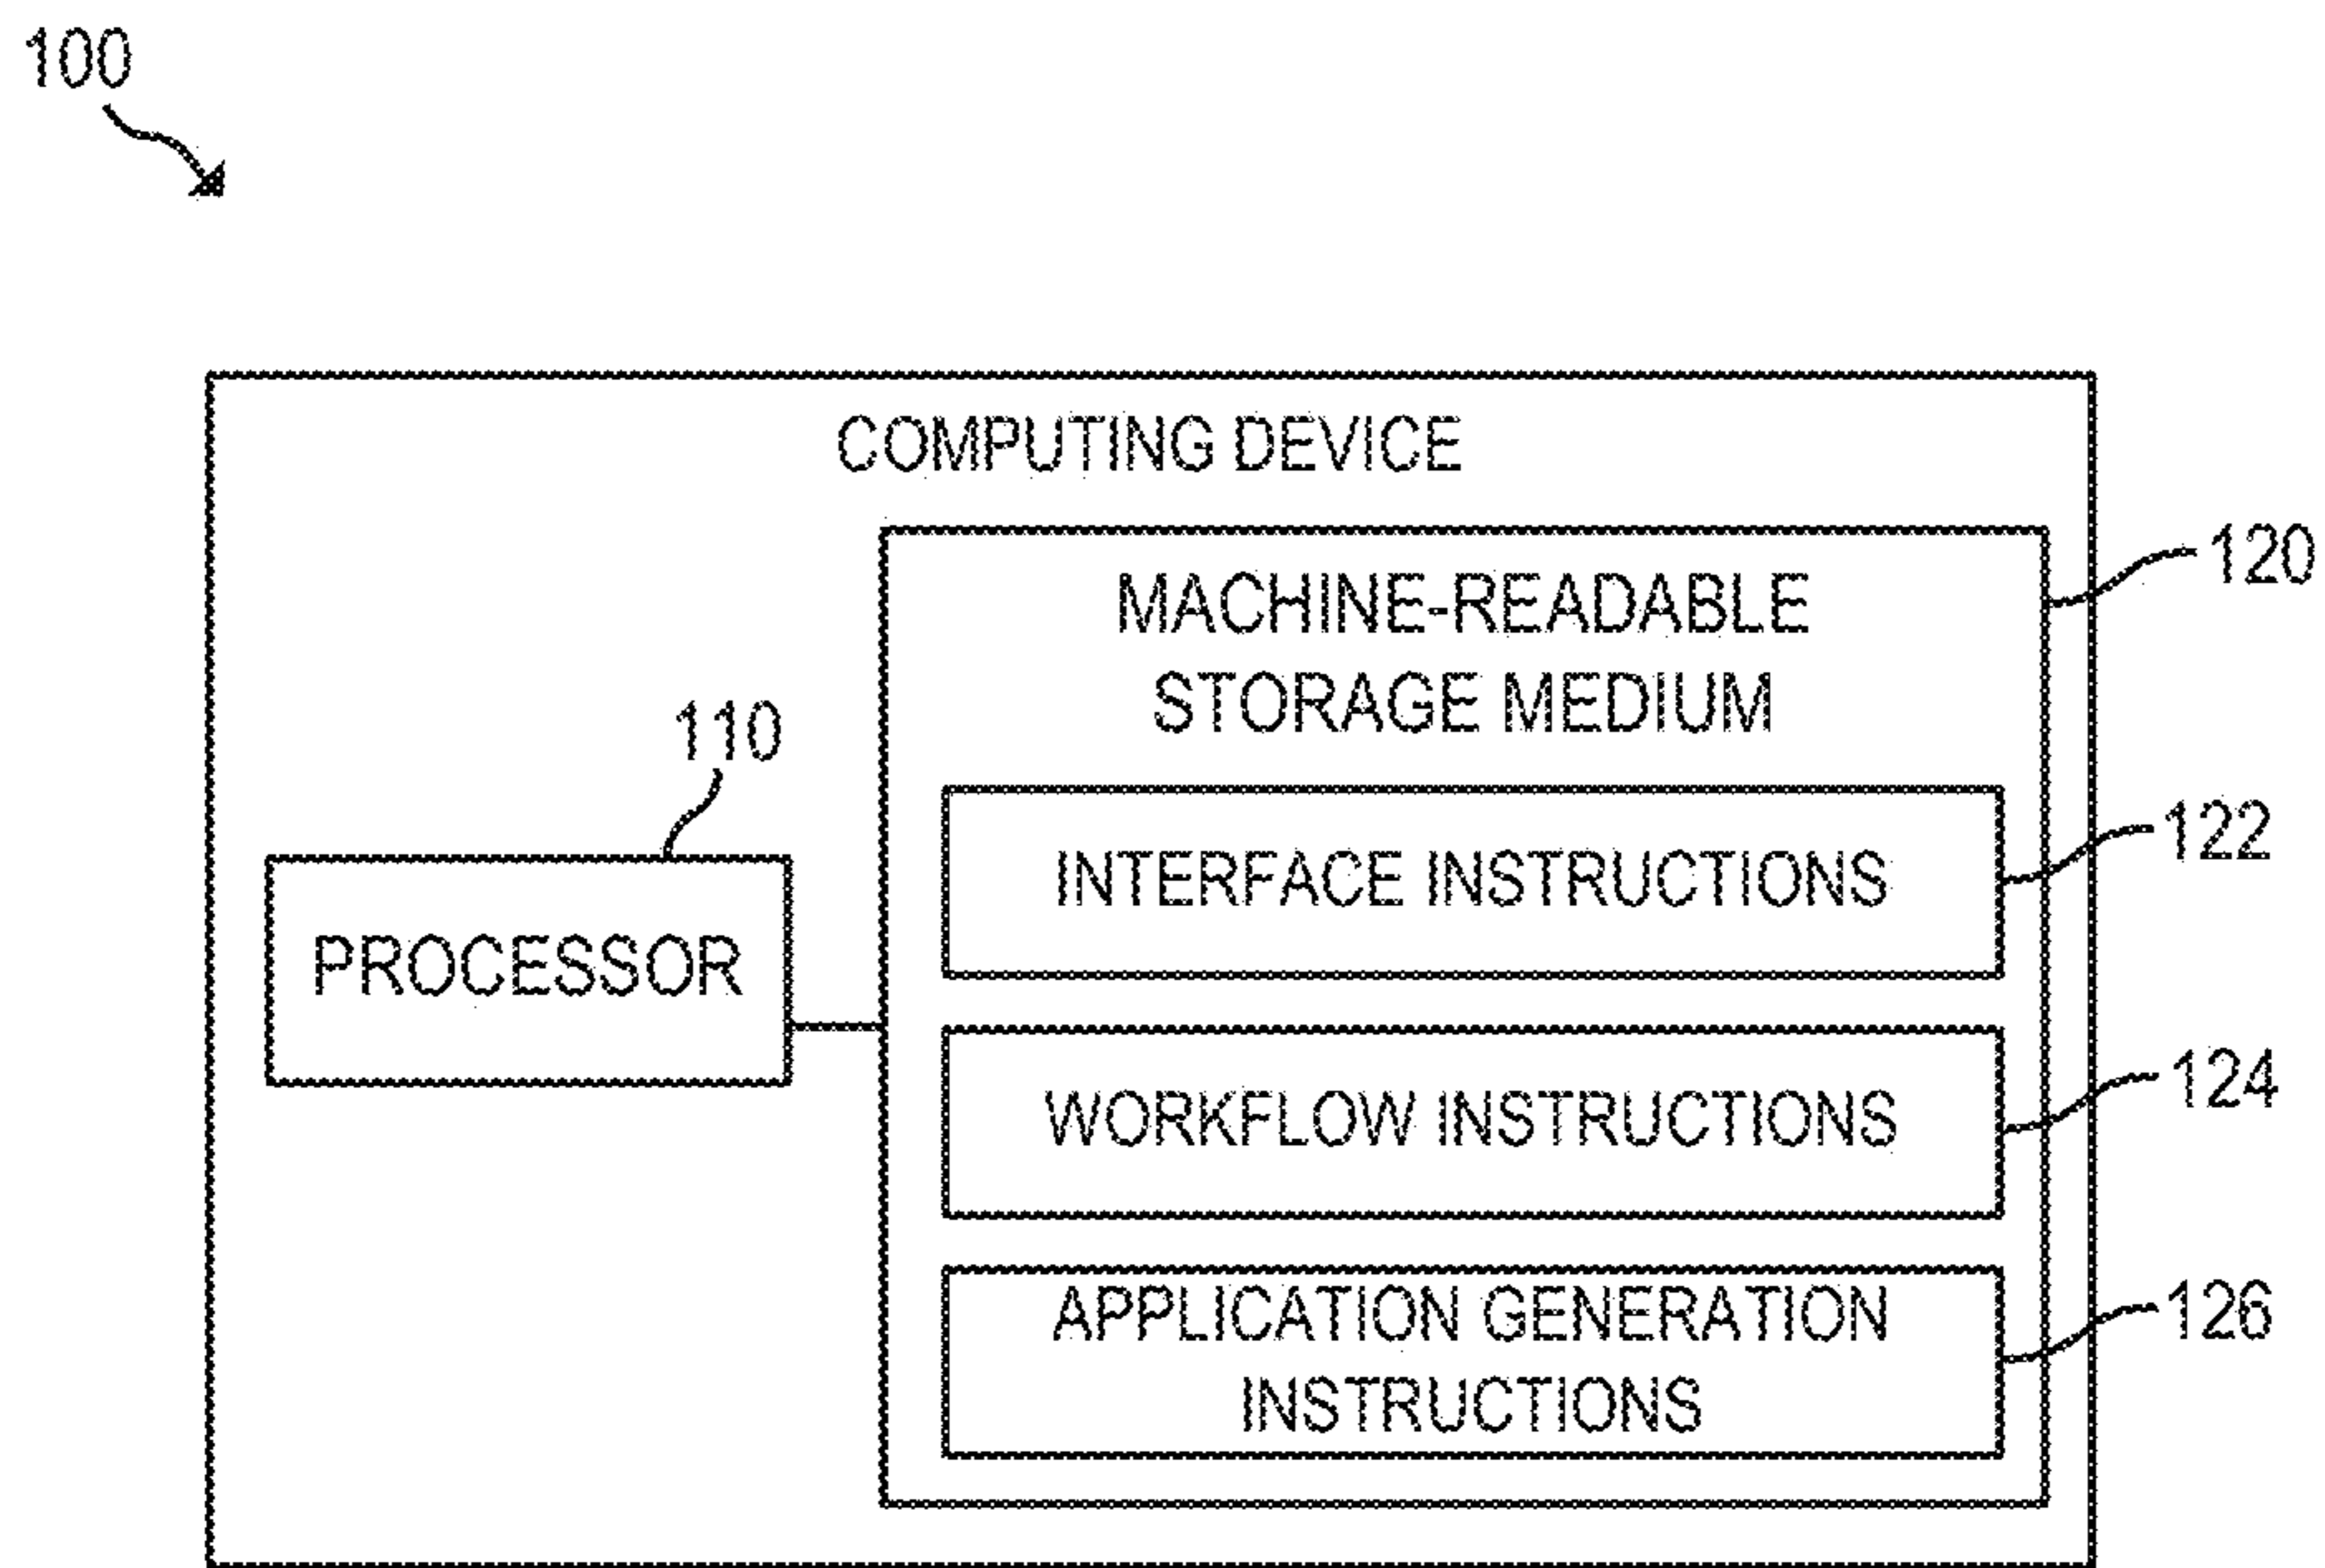 100
COMPUTING DEVICE
MACHINE-READABLE
STORAGE MEDIUM
120
110
PROCESSOR
INTERFACE INSTRUCTIONS
122
WORKFLOW INSTRUCTIONS
124
APPLICATION GENERATION
INSTRUCTIONS
126